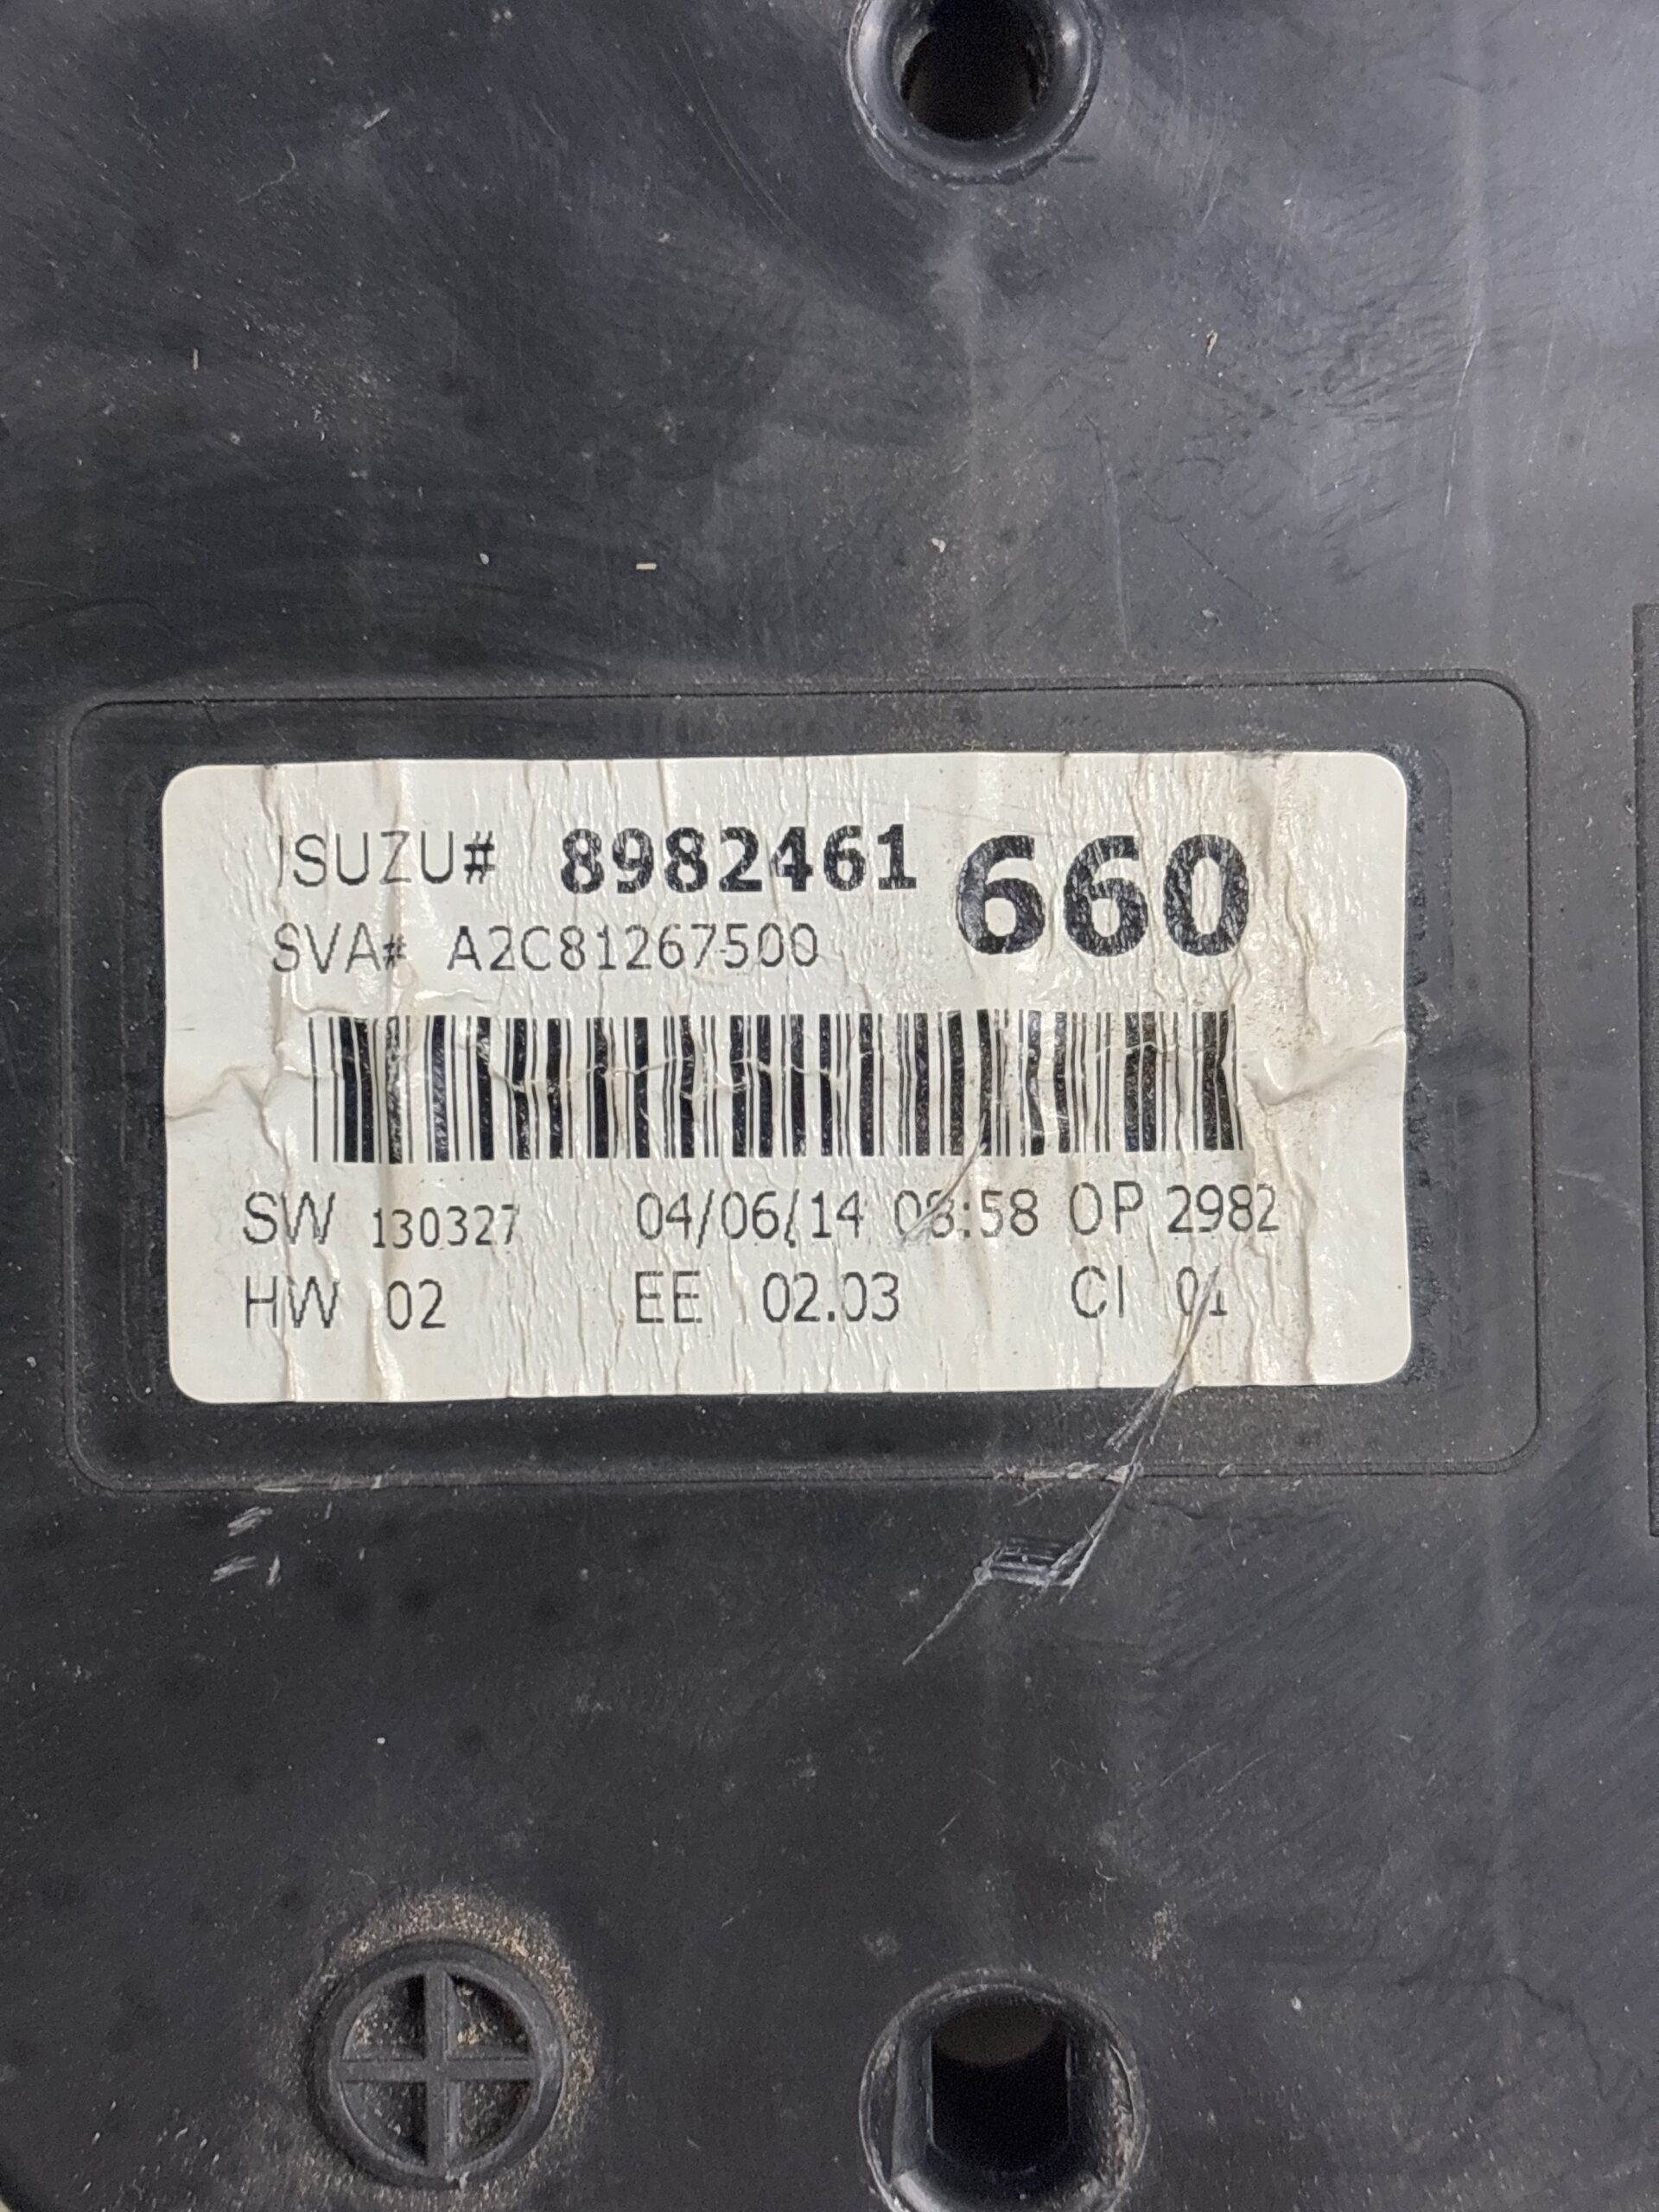 ISUZU# 8982461 660
SVA# A2C81267500
SW 130327 04/06/14 08:58 OP 2982
HW 02 EE 02.03 CI 01